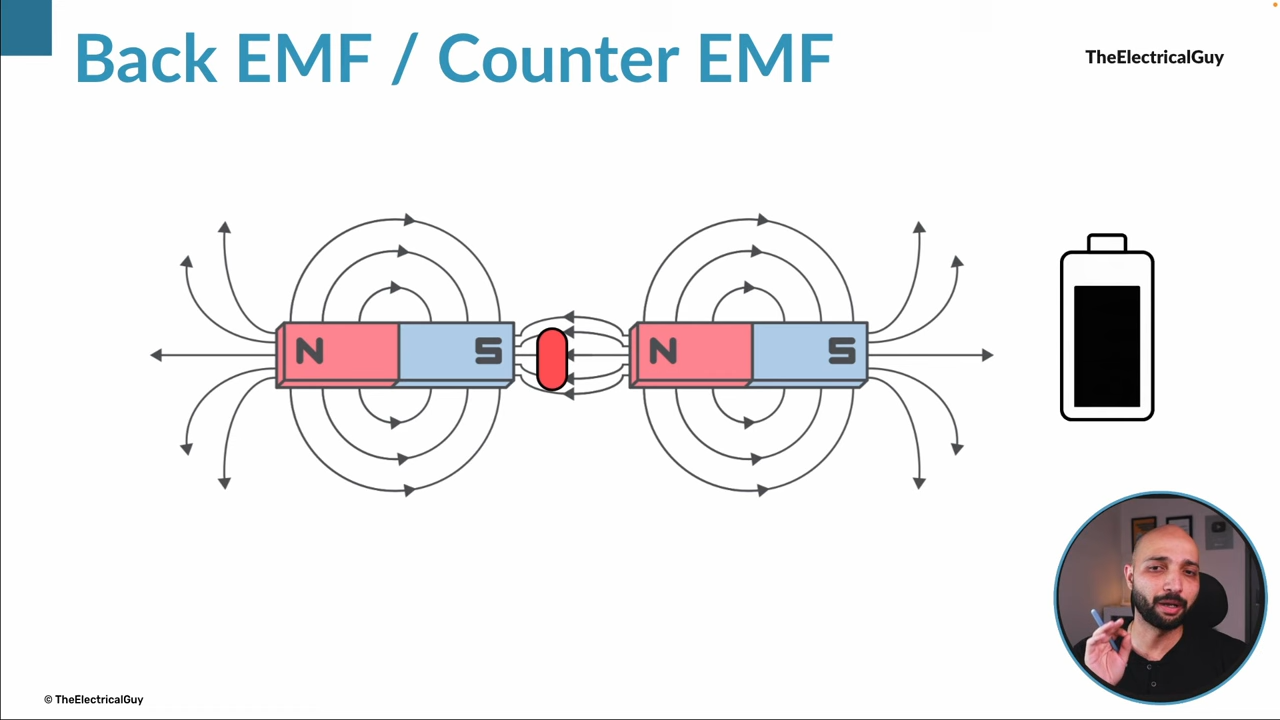 Back EMF / Counter EMF
TheElectricalGuy
N S N S
© TheElectricalGuy